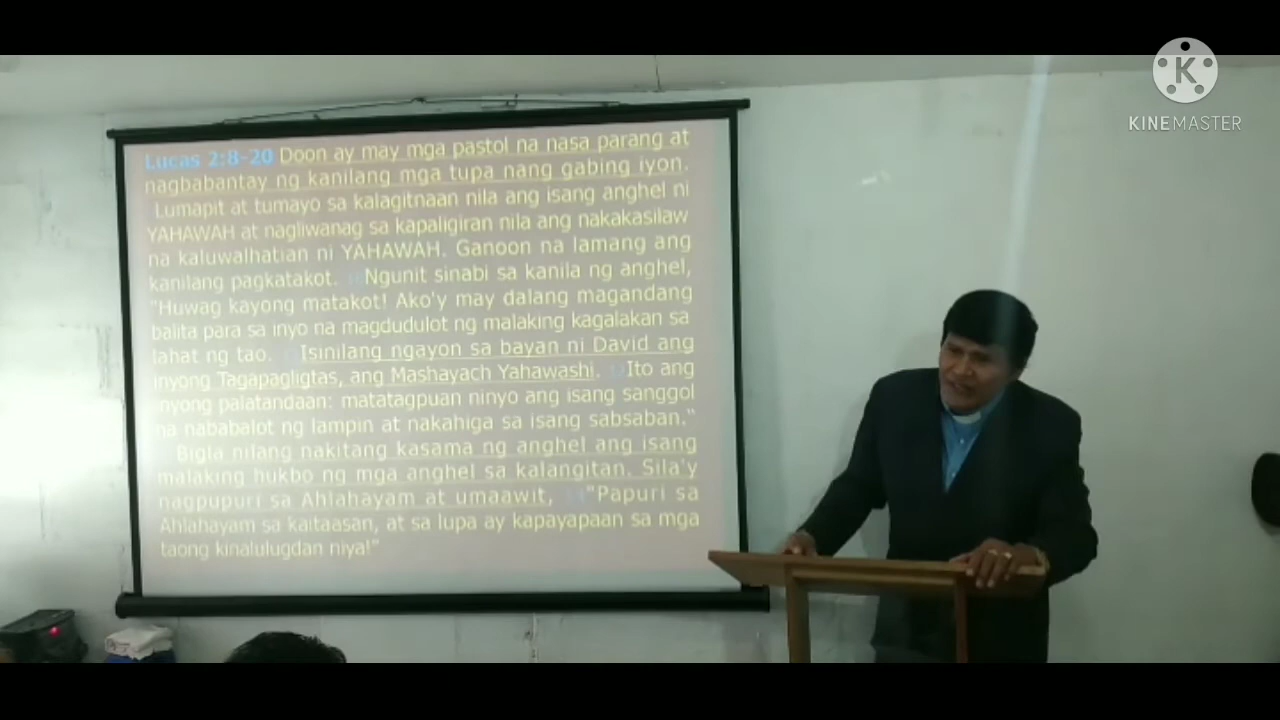 Lucas 2:8-20 Doon ay may mga pastol na nasa parang at
nagbabantay ng kanilang mga tupa nang gabing iyon.
Lumapit at tumayo sa kalagitnaan nila ang isang anghel ni
YAHAWAH at nagliwanag sa kapaligiran nila ang nakakasilaw
na kaluwalhatian ni YAHAWAH. Ganoon na lamang ang
kanilang pagkatakot. Ngunit sinabi sa kanila ng anghel,
"Huwag kayong matakot! Ako'y may dalang magandang
balita para sa inyo na magdudulot ng malaking kagalakan sa
lahat ng tao. Isinilang ngayon sa bayan ni David ang
inyong Tagapagligtas, ang Mashayach Yahawashi. Ito ang
inyong palatandaan: matatagpuan ninyo ang isang sanggol
na nababalot ng lampin at nakahiga sa isang sabsaban."
Bigla nilang nakitang kasama ng anghel ang isang
malaking hukbo ng mga anghel sa kalangitan. Sila'y
nagpupuri sa Ahlahayam at umaawit, "Papuri sa
Ahlahayam sa kaitaasan, at sa lupa ay kapayapaan sa mga
taong kinalulugdan niya!"
K
KINEMASTER